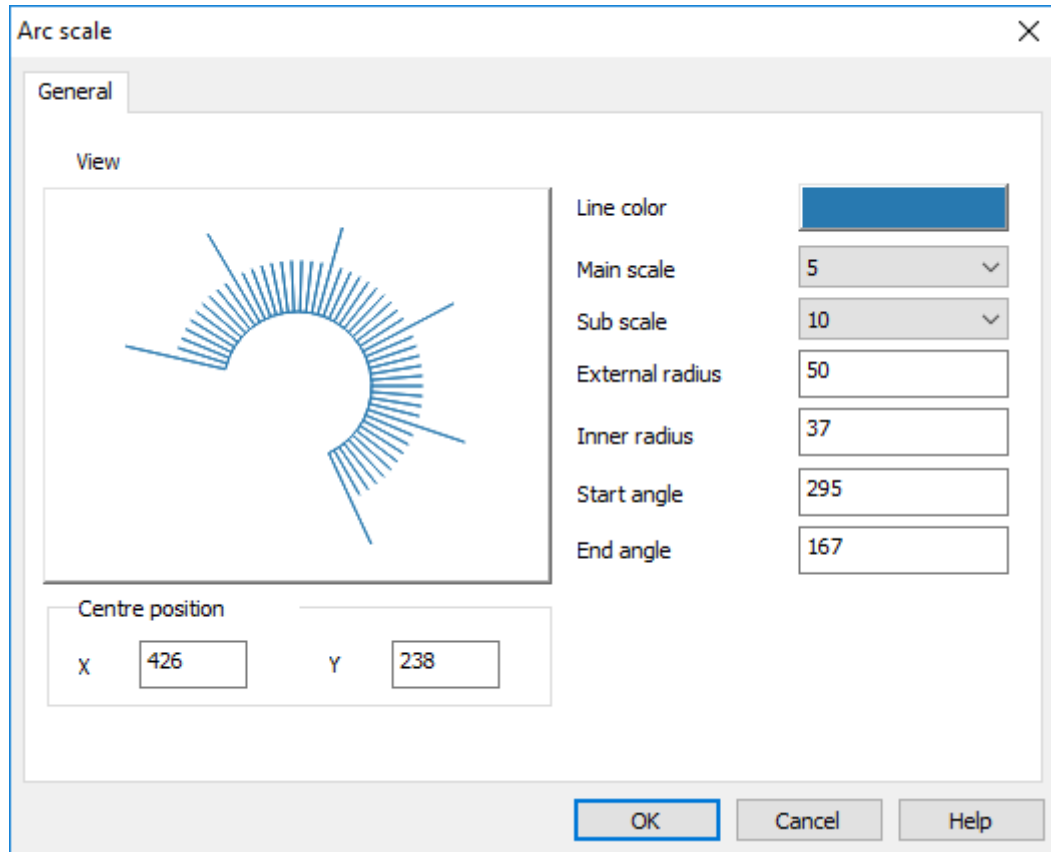 Arc scale
General
View
Line color
Main scale 5
Sub scale 10
External radius 50
Inner radius 37
Start angle 295
End angle 167
Centre position
X 426 Y 238
OK Cancel Help